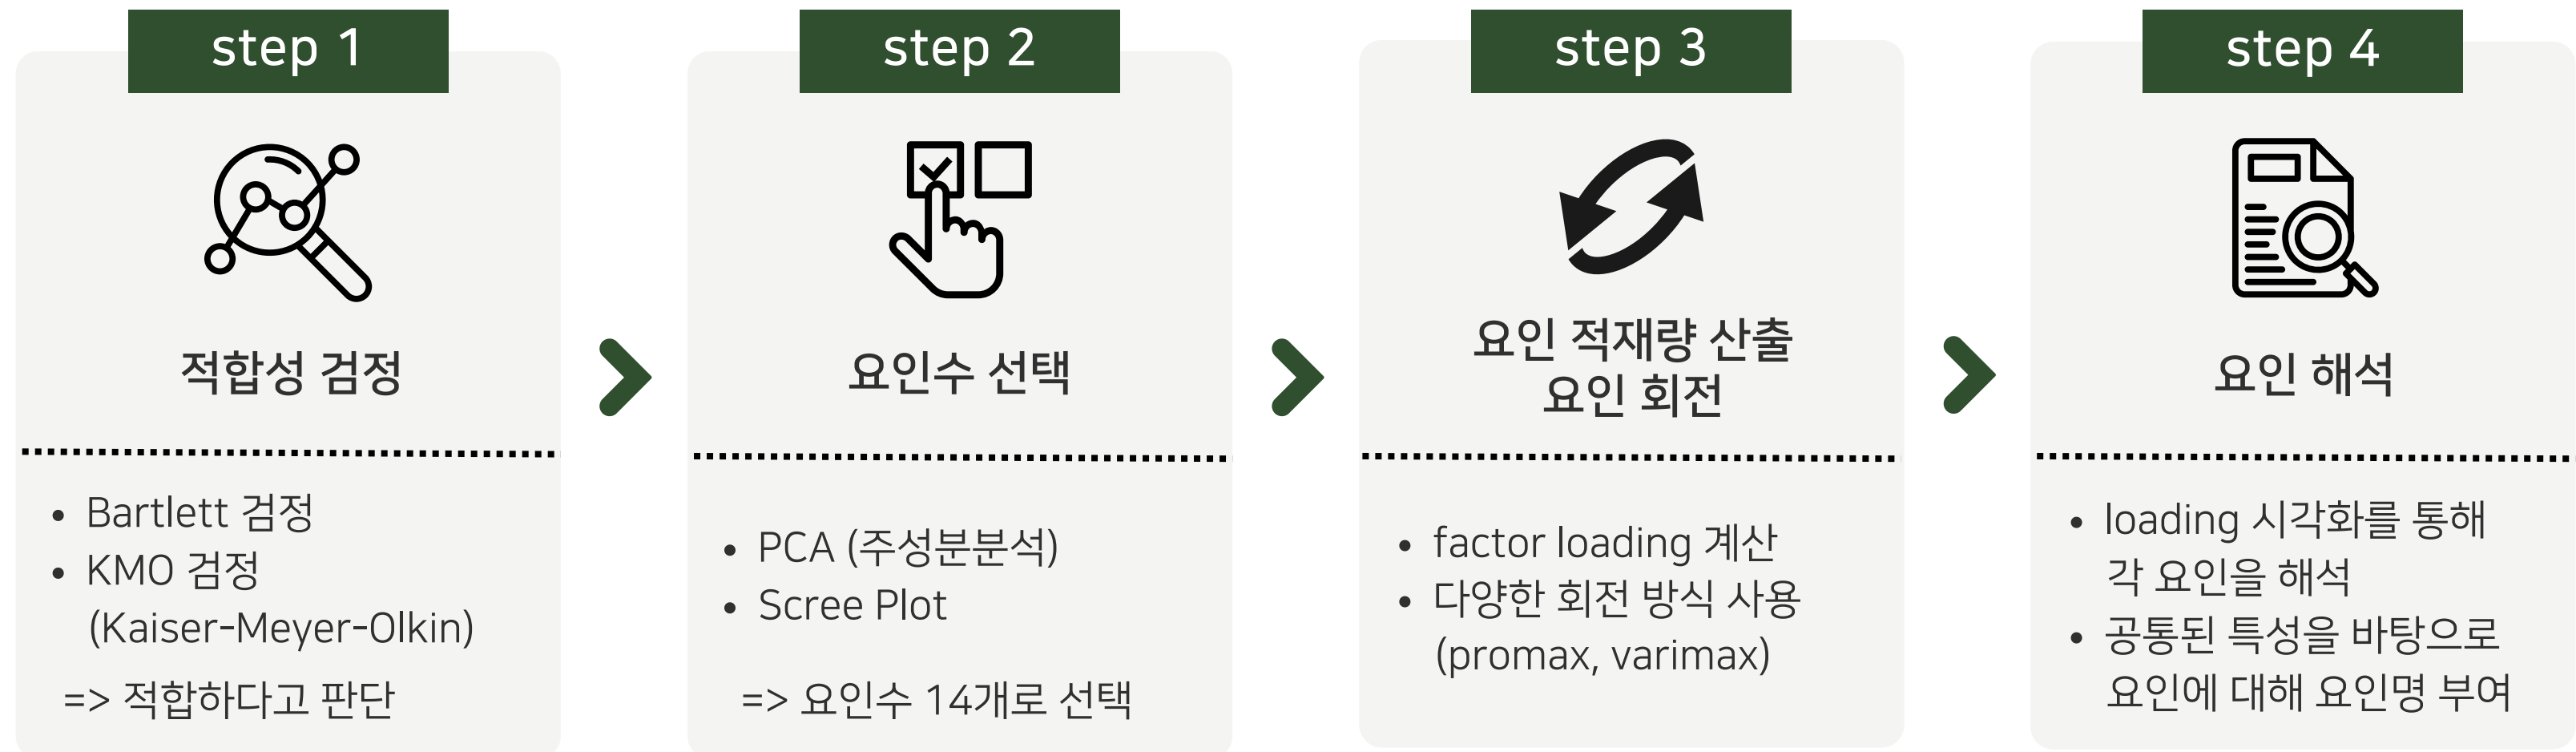 step 1
적합성 검정
• Bartlett 검정
• KMO 검정
(Kaiser-Meyer-Olkin)
=> 적합하다고 판단
step 2
요인수 선택
• PCA (주성분분석)
• Scree Plot
=> 요인수 14개로 선택
step 3
요인 적재량 산출
요인 회전
• factor loading 계산
• 다양한 회전 방식 사용
(promax, varimax)
step 4
요인 해석
• loading 시각화를 통해
각 요인을 해석
• 공통된 특성을 바탕으로
요인에 대해 요인명 부여